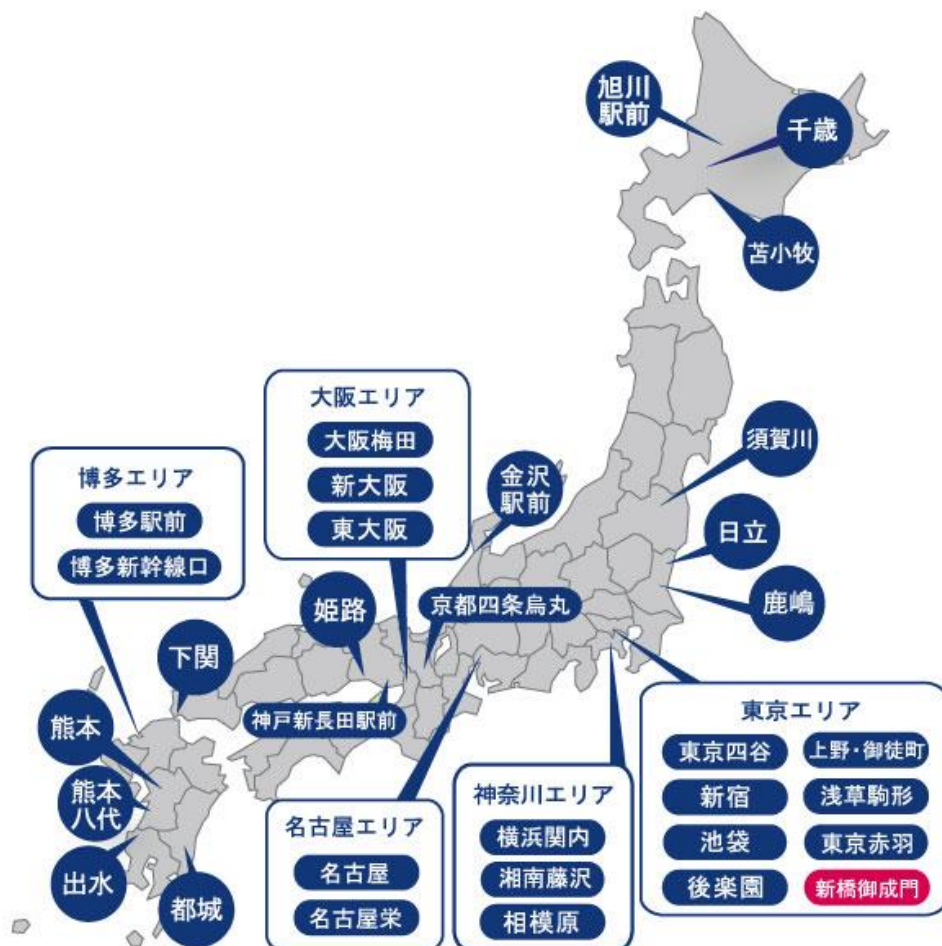 旭川
駅前
千歳
苫小牧
大阪エリア
大阪梅田
新大阪
東大阪
金沢
駅前
須賀川
博多エリア
博多駅前
博多新幹線口
日立
鹿嶋
姫路
京都四条烏丸
下関
神戸新長田駅前
熊本
熊本
八代
出水
都城
名古屋エリア
名古屋
名古屋栄
神奈川エリア
横浜関内
湘南藤沢
相模原
東京エリア
東京四谷
上野・御徒町
新宿
浅草駒形
池袋
東京赤羽
後楽園
新橋御成門